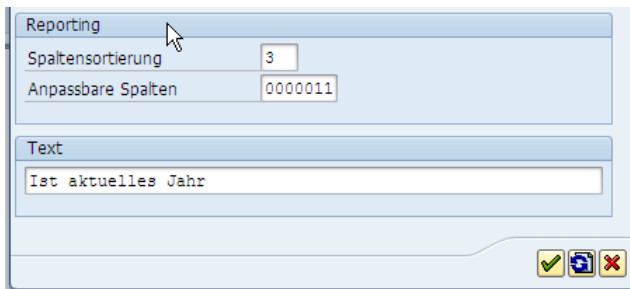 Reporting
Spaltensortierung 3
Anpassbare Spalten 0000011
Text
Ist aktuelles Jahr